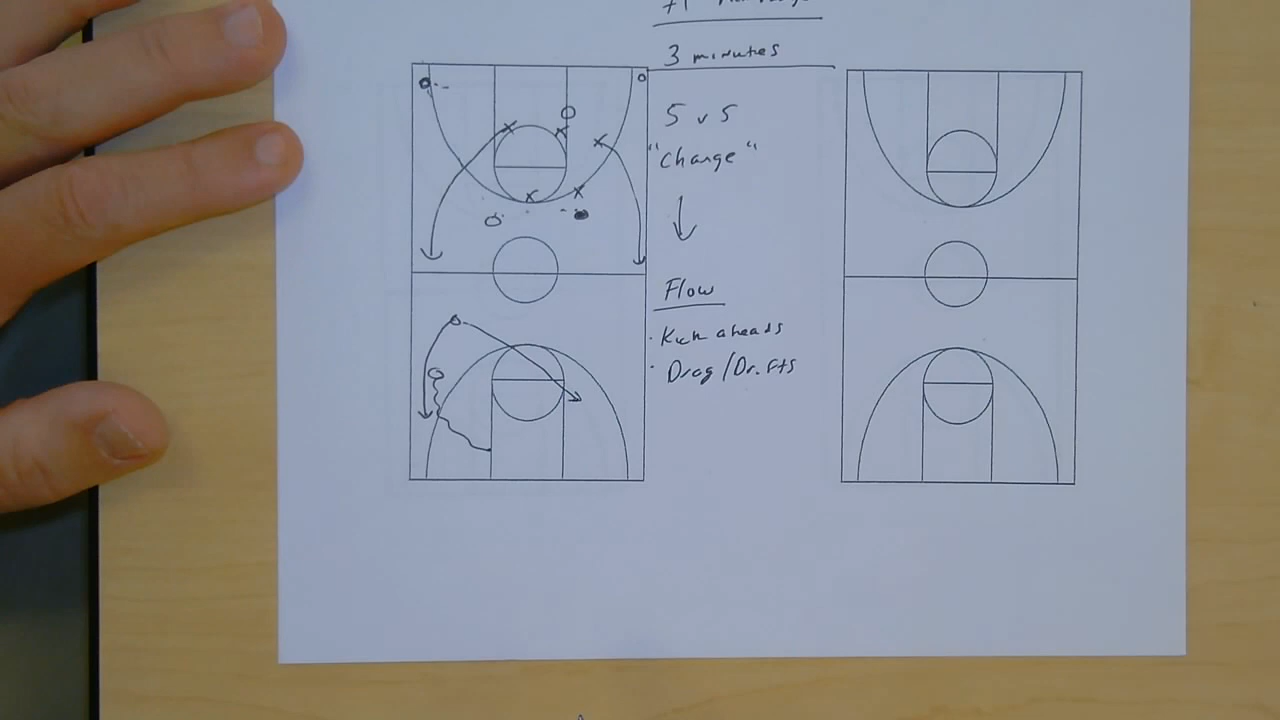 3 minutes
5 v 5
"Change"
Flow
· Kick aheads
· Drag/Drifts